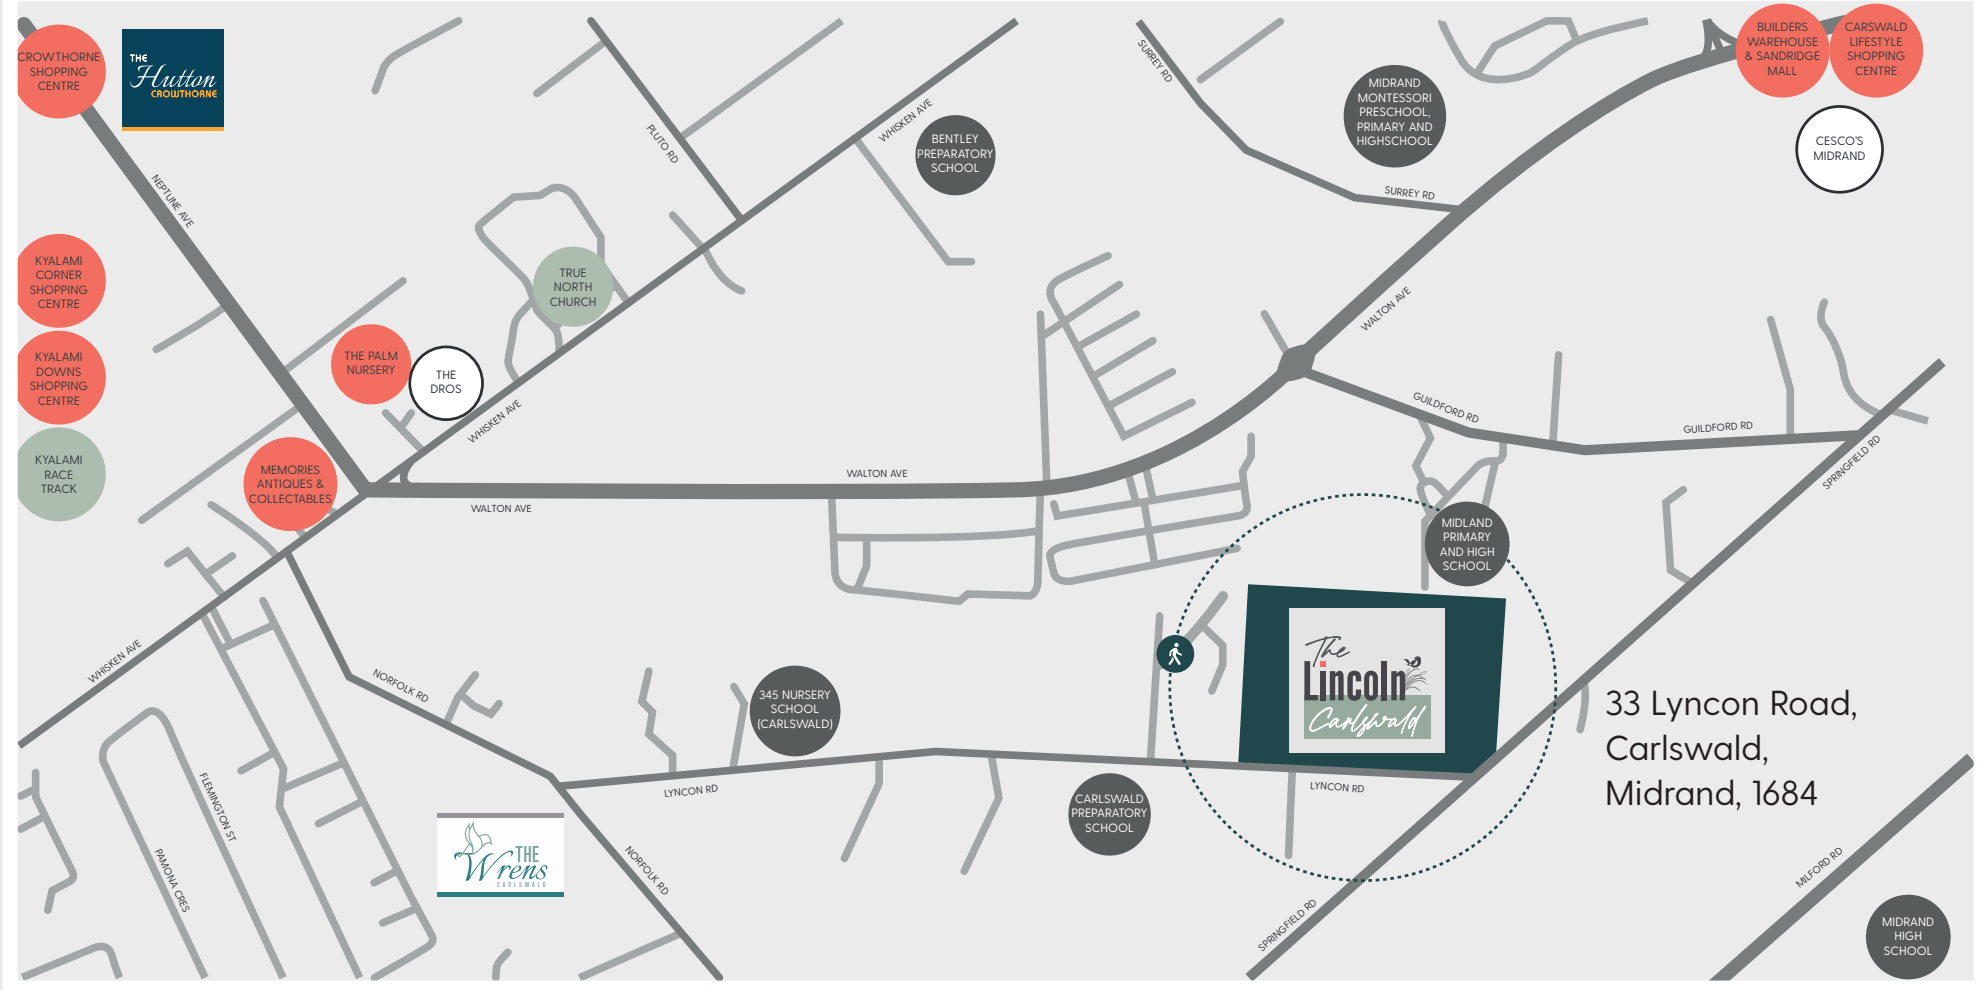 CROWTHORNE
SHOPPING
CENTRE
THE
Hutton
CROWTHORNE
NEPTUNE AVE
PLUTO RD
WHISKEN AVE
BENTLEY
PREPARATORY
SCHOOL
SURREY RD
MIDRAND
MONTESSORI
PRESCHOOL,
PRIMARY AND
HIGHSCHOOL
SURREY RD
BUILDERS
WAREHOUSE
& SANDRIDGE
MALL
CARSWALD
LIFESTYLE
SHOPPING
CENTRE
CESCO'S
MIDRAND
KYALAMI
CORNER
SHOPPING
CENTRE
TRUE
NORTH
CHURCH
WALTON AVE
KYALAMI
DOWNS
SHOPPING
CENTRE
THE PALM
NURSERY
THE
DROS
WHISKEN AVE
GUILDFORD RD
GUILDFORD RD
SPRINGFIELD RD
KYALAMI
RACE
TRACK
MEMORIES
ANTIQUES &
COLLECTABLES
WALTON AVE
WALTON AVE
MIDLAND
PRIMARY
AND HIGH
SCHOOL
WHISKEN AVE
NORFOLK RD
345 NURSERY
SCHOOL
(CARLSWALD)
The
Lincoln
Carlswald
33 Lyncon Road,
Carlswald,
Midrand, 1684
LYNCON RD
LYNCON RD
CARLSWALD
PREPARATORY
SCHOOL
FLEMINGTON ST
PAMONA CRES
THE
Wrens
CARLSWALD
NORFOLK RD
SPRINGFIELD RD
MILFORD RD
MIDRAND
HIGH
SCHOOL